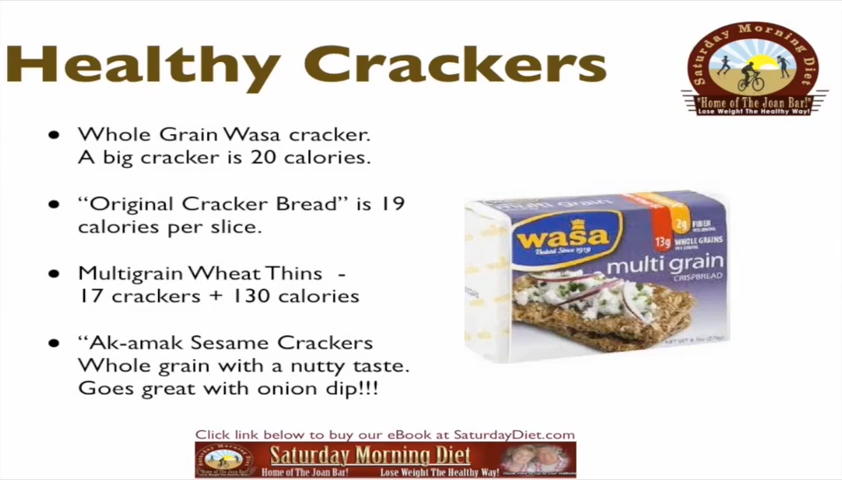 Healthy Crackers
Saturday Morning Diet
"Home of The Joan Bar!"
Lose Weight The Healthy Way!
• Whole Grain Wasa cracker.
A big cracker is 20 calories.
• “Original Cracker Bread” is 19
calories per slice.
• Multigrain Wheat Thins -
17 crackers + 130 calories
• “Ak-amak Sesame Crackers
Whole grain with a nutty taste.
Goes great with onion dip!!!
multi grain
wasa
Baked Since 1919
2g FIBER
13g WHOLE GRAINS
multi grain
CRISPBREAD
Click link below to buy our eBook at SaturdayDiet.com
Saturday Morning Diet
Home of The Joan Bar! Lose Weight The Healthy Way!